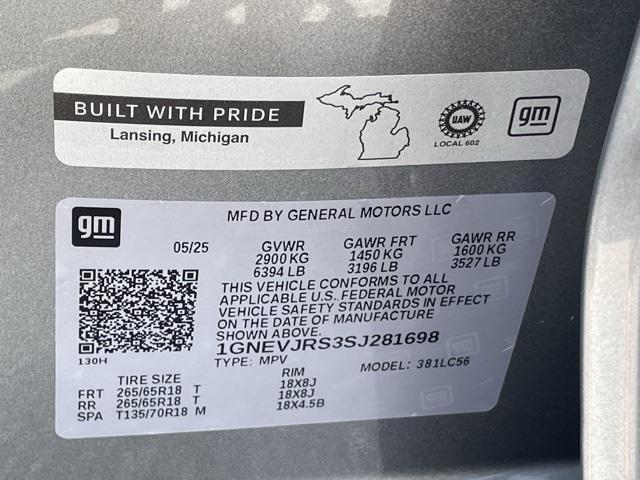 BUILT WITH PRIDE
Lansing, Michigan
UAW
LOCAL 602
gm
gm
MFD BY GENERAL MOTORS LLC
05/25 GVWR GAWR FRT GAWR RR
2900 KG 1450 KG 1600 KG
6394 LB 3196 LB 3527 LB
THIS VEHICLE CONFORMS TO ALL
APPLICABLE U.S. FEDERAL MOTOR
VEHICLE SAFETY STANDARDS IN EFFECT
ON THE DATE OF MANUFACTURE
SHOWN ABOVE.
1GNEVJRS3SJ281698
130H
TYPE: MPV MODEL: 381LC56
TIRE SIZE RIM
FRT 265/65R18 T 18X8J
RR 265/65R18 T 18X8J
SPA T135/70R18 M 18X4.5B